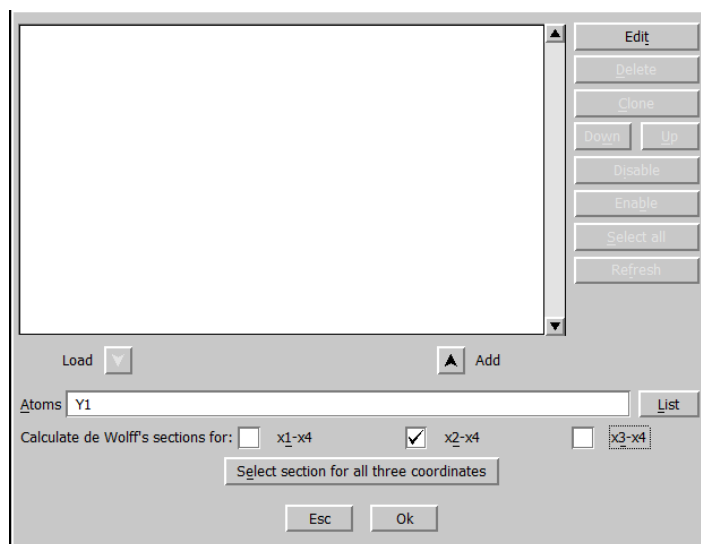 Edit
Delete
Clone
Down Up
Disable
Enable
Select all
Refresh
Load Add
Atoms Y1 List
Calculate de Wolff's sections for: x1-x4 x2-x4 x3-x4
Select section for all three coordinates
Esc Ok